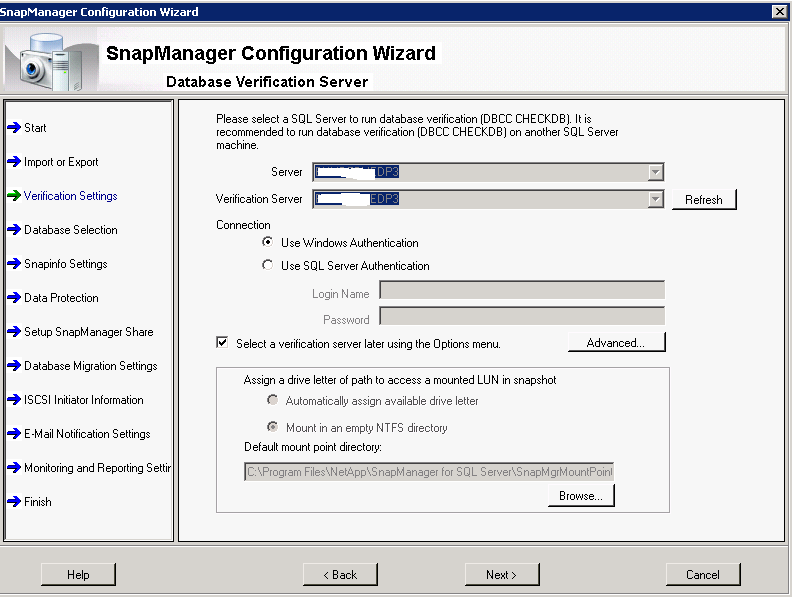 SnapManager Configuration Wizard
SnapManager Configuration Wizard
Database Verification Server
Start
Import or Export
Verification Settings
Database Selection
Snapinfo Settings
Data Protection
Setup SnapManager Share
Database Migration Settings
ISCSI Initiator Information
E-Mail Notification Settings
Monitoring and Reporting Settin
Finish
Please select a SQL Server to run database verification (DBCC CHECKDB). It is
recommended to run database verification (DBCC CHECKDB) on another SQL Server
machine.
Server EDP3
Verification Server EDP3 Refresh
Connection
Use Windows Authentication
Use SQL Server Authentication
Login Name
Password
Select a verification server later using the Options menu. Advanced...
Assign a drive letter of path to access a mounted LUN in snapshot
Automatically assign available drive letter
Mount in an empty NTFS directory
Default mount point directory:
C:\Program Files\NetApp\SnapManager for SQL Server\SnapMgrMountPoint
Browse...
Help < Back Next > Cancel